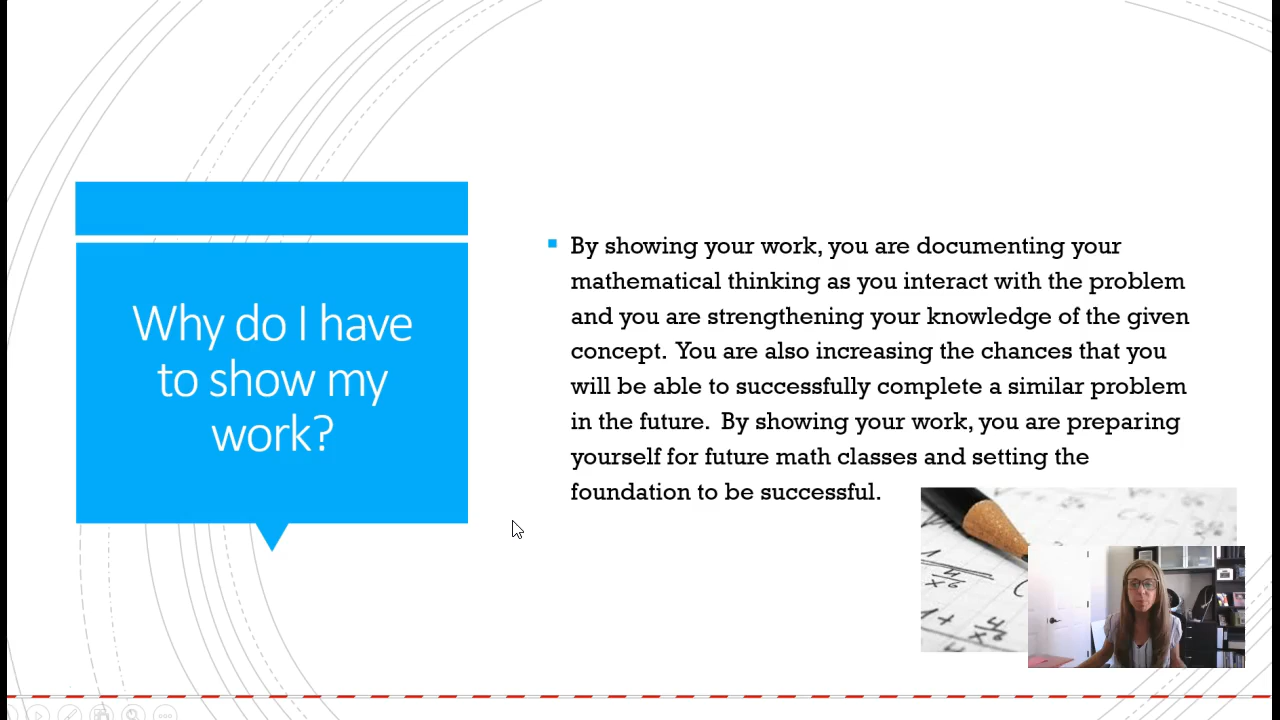 Why do I have
to show my
work?
By showing your work, you are documenting your
mathematical thinking as you interact with the problem
and you are strengthening your knowledge of the given
concept. You are also increasing the chances that you
will be able to successfully complete a similar problem
in the future. By showing your work, you are preparing
yourself for future math classes and setting the
foundation to be successful.